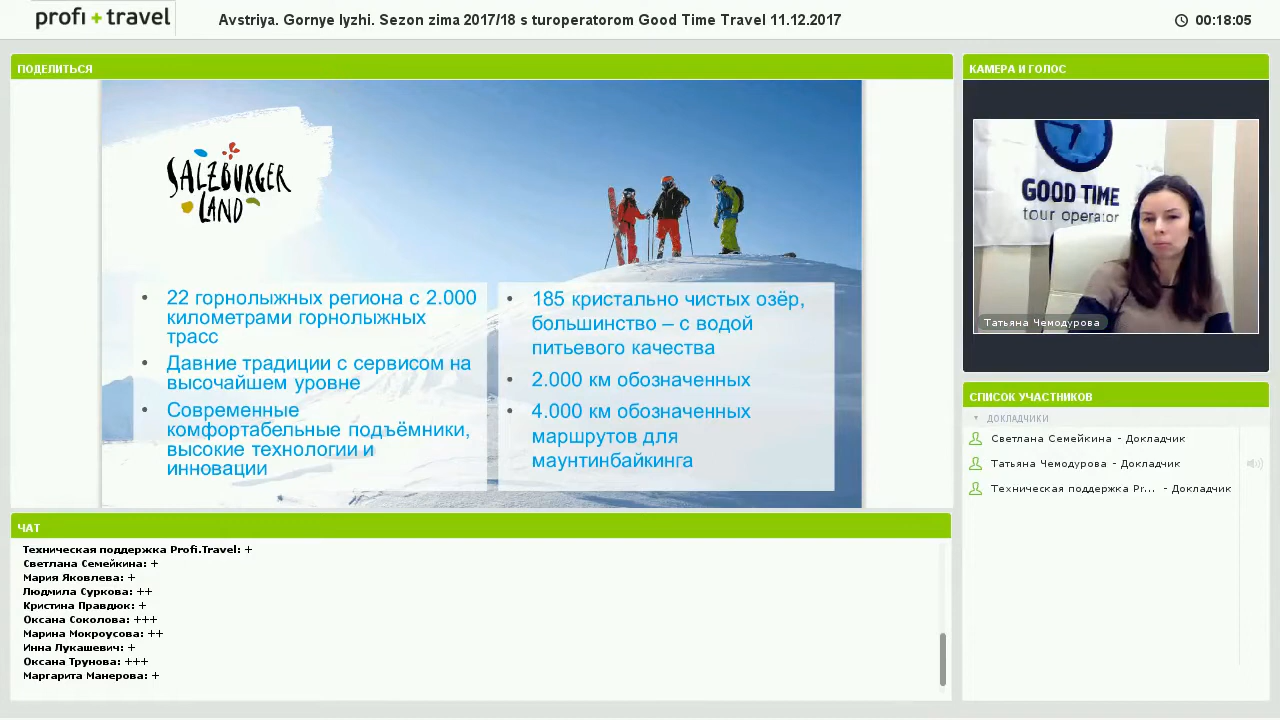 profi + travel
Avstriya. Gornye lyzhi. Sezon zima 2017/18 s turoperatorom Good Time Travel 11.12.2017
00:18:05
ПОДЕЛИТЬСЯ
SALZBURGER
LAND
• 22 горнолыжных региона с 2.000
километрами горнолыжных
трасс
• Давние традиции с сервисом на
высочайшем уровне
• Современные
комфортабельные подъёмники,
высокие технологии и
инновации
• 185 кристально чистых озёр,
большинство – с водой
питьевого качества
• 2.000 км обозначенных
• 4.000 км обозначенных
маршрутов для
маунтинбайкинга
КАМЕРА И ГОЛОС
GOOD TIME
tour operator
Татьяна Чемодурова
СПИСОК УЧАСТНИКОВ
ДОКЛАДЧИКИ
Светлана Семейкина - Докладчик
Татьяна Чемодурова - Докладчик
Техническая поддержка Pr... - Докладчик
ЧАТ
Техническая поддержка Profi.Travel: +
Светлана Семейкина: +
Мария Яковлева: +
Людмила Суркова: ++
Кристина Правдюк: +
Оксана Соколова: +++
Марина Мокроусова: ++
Инна Лукашевич: +
Оксана Трунова: +++
Маргарита Манерова: +